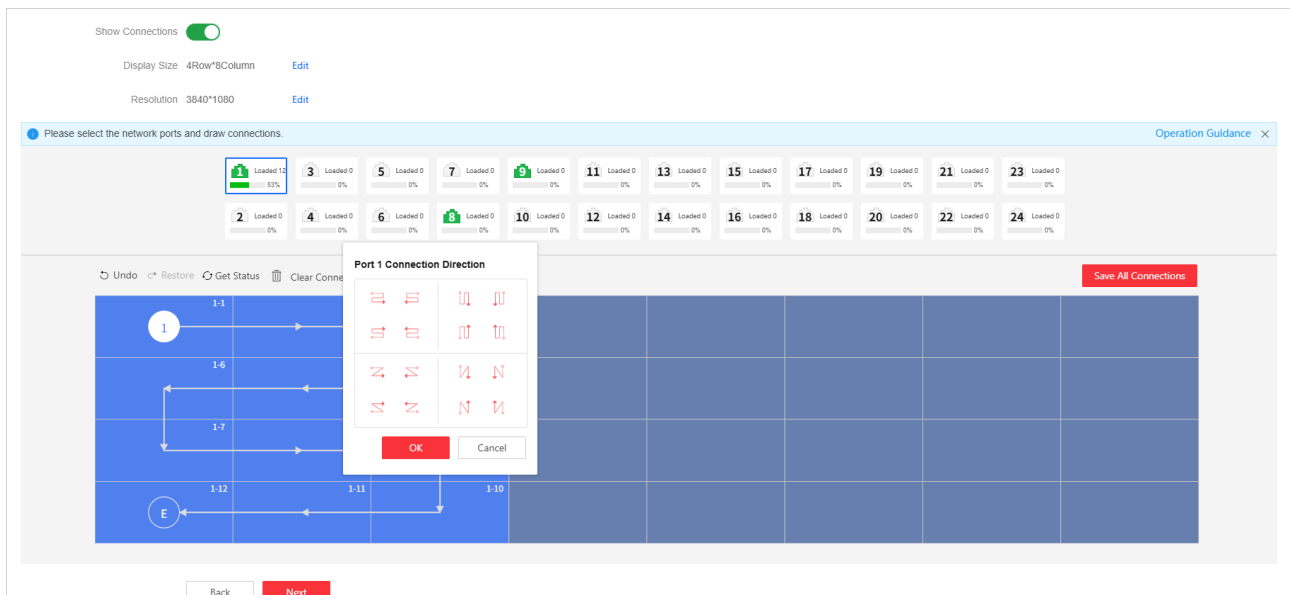 Show Connections
Display Size 4Row*8Column Edit
Resolution 3840*1080 Edit
Please select the network ports and draw connections. Operation Guidance
1 Loaded 12 53% 3 Loaded 0 0% 5 Loaded 0 0% 7 Loaded 0 0% 9 Loaded 0 0% 11 Loaded 0 0% 13 Loaded 0 0% 15 Loaded 0 0% 17 Loaded 0 0% 19 Loaded 0 0% 21 Loaded 0 0% 23 Loaded 0 0%
2 Loaded 0 0% 4 Loaded 0 0% 6 Loaded 0 0% 8 Loaded 0 0% 10 Loaded 0 0% 12 Loaded 0 0% 14 Loaded 0 0% 16 Loaded 0 0% 18 Loaded 0 0% 20 Loaded 0 0% 22 Loaded 0 0% 24 Loaded 0 0%
Port 1 Connection Direction
Undo Restore Get Status Clear Conne Save All Connections
1-1
1
1-6
1-7
OK Cancel
1-12 1-11 1-10
E
Back Next